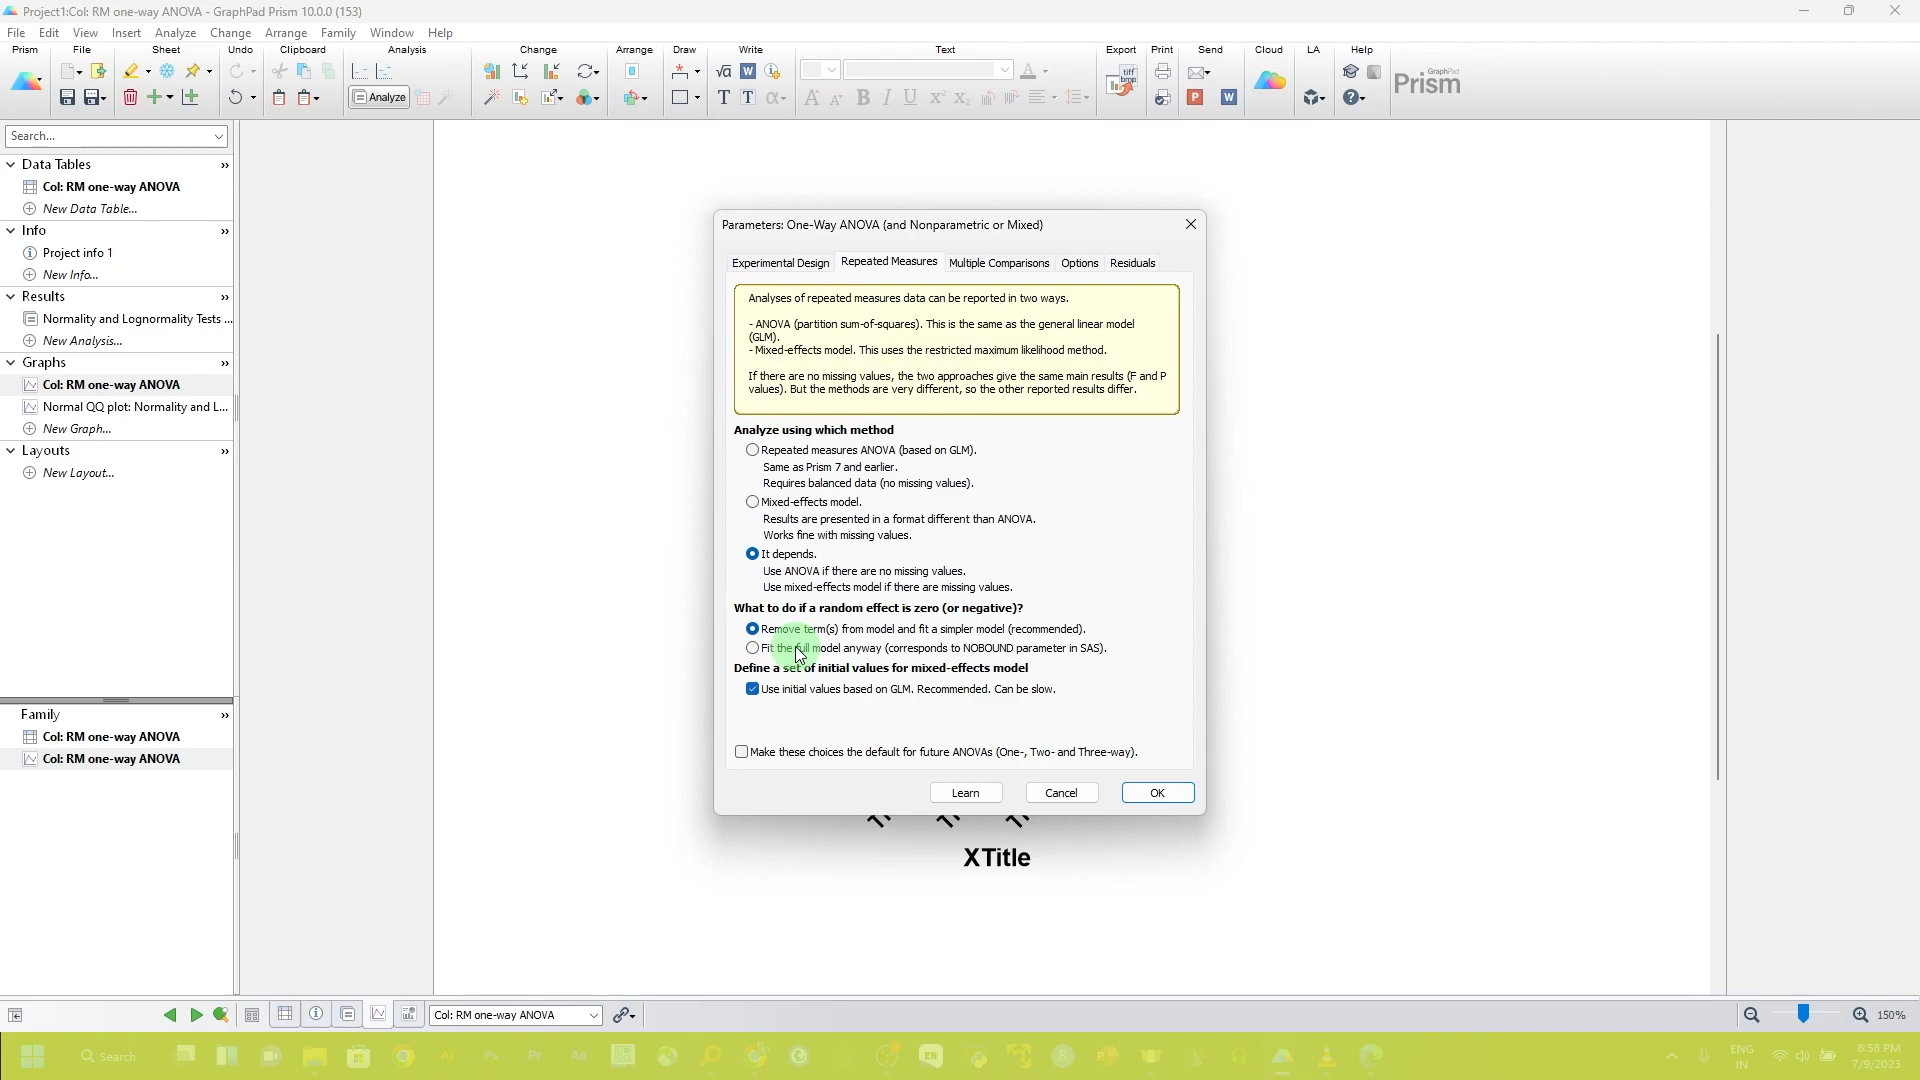 Project1:Col: RM one-way ANOVA - GraphPad Prism 10.0.0 (153)
File Edit View Insert Analyze Change Arrange Family Window Help
Prism File Sheet Undo Clipboard Analysis Change Arrange Draw Write Text Export Print Send Cloud LA Help
Analyze
GraphPad
Prism
Search...
Data Tables
Col: RM one-way ANOVA
New Data Table...
Info
Project info 1
New Info...
Results
Normality and Lognormality Tests ...
New Analysis...
Graphs
Col: RM one-way ANOVA
Normal QQ plot: Normality and L...
New Graph...
Layouts
New Layout...
Family
Col: RM one-way ANOVA
Col: RM one-way ANOVA
Parameters: One-Way ANOVA (and Nonparametric or Mixed)
Experimental Design Repeated Measures Multiple Comparisons Options Residuals
Analyses of repeated measures data can be reported in two ways.
- ANOVA (partition sum-of-squares). This is the same as the general linear model
(GLM).
- Mixed-effects model. This uses the restricted maximum likelihood method.
If there are no missing values, the two approaches give the same main results (F and P
values). But the methods are very different, so the other reported results differ.
Analyze using which method
Repeated measures ANOVA (based on GLM).
Same as Prism 7 and earlier.
Requires balanced data (no missing values).
Mixed-effects model.
Results are presented in a format different than ANOVA.
Works fine with missing values.
It depends.
Use ANOVA if there are no missing values.
Use mixed-effects model if there are missing values.
What to do if a random effect is zero (or negative)?
Remove term(s) from model and fit a simpler model (recommended).
Fit the full model anyway (corresponds to NOBOUND parameter in SAS).
Define a set of initial values for mixed-effects model
Use initial values based on GLM. Recommended. Can be slow.
Make these choices the default for future ANOVAs (One-, Two- and Three-way).
Learn Cancel OK
XTitle
Col: RM one-way ANOVA
150%
Search
ENG
IN
8:58 PM
7/9/2023